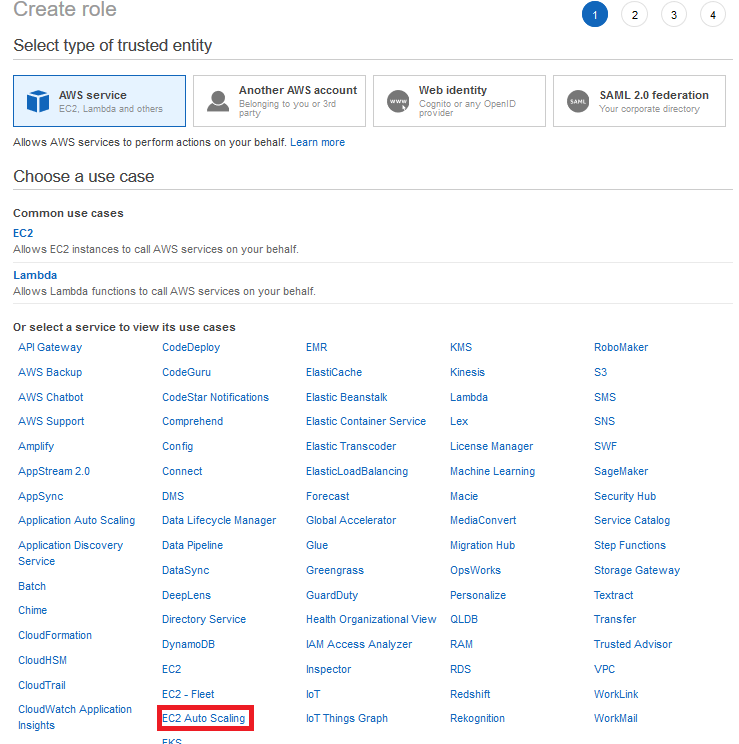 Create role
1 2 3 4
Select type of trusted entity
AWS service
EC2, Lambda and others
Another AWS account
Belonging to you or 3rd
party
Web identity
Cognito or any OpenID
provider
SAML 2.0 federation
Your corporate directory
WWW
SAML
Allows AWS services to perform actions on your behalf. Learn more
Choose a use case
Common use cases
EC2
Allows EC2 instances to call AWS services on your behalf.
Lambda
Allows Lambda functions to call AWS services on your behalf.
Or select a service to view its use cases
API Gateway
AWS Backup
AWS Chatbot
AWS Support
Amplify
AppStream 2.0
AppSync
Application Auto Scaling
Application Discovery
Service
Batch
Chime
CloudFormation
CloudHSM
CloudTrail
CloudWatch Application
Insights
CodeDeploy
CodeGuru
CodeStar Notifications
Comprehend
Config
Connect
DMS
Data Lifecycle Manager
Data Pipeline
DataSync
DeepLens
Directory Service
DynamoDB
EC2
EC2 - Fleet
EC2 Auto Scaling
EKS
EMR
ElastiCache
Elastic Beanstalk
Elastic Container Service
Elastic Transcoder
ElasticLoadBalancing
Forecast
Global Accelerator
Glue
Greengrass
GuardDuty
Health Organizational View
IAM Access Analyzer
Inspector
IoT
IoT Things Graph
KMS
Kinesis
Lambda
Lex
License Manager
Machine Learning
Macie
MediaConvert
Migration Hub
OpsWorks
Personalize
QLDB
RAM
RDS
Redshift
Rekognition
RoboMaker
S3
SMS
SNS
SWF
SageMaker
Security Hub
Service Catalog
Step Functions
Storage Gateway
Textract
Transfer
Trusted Advisor
VPC
WorkLink
WorkMail